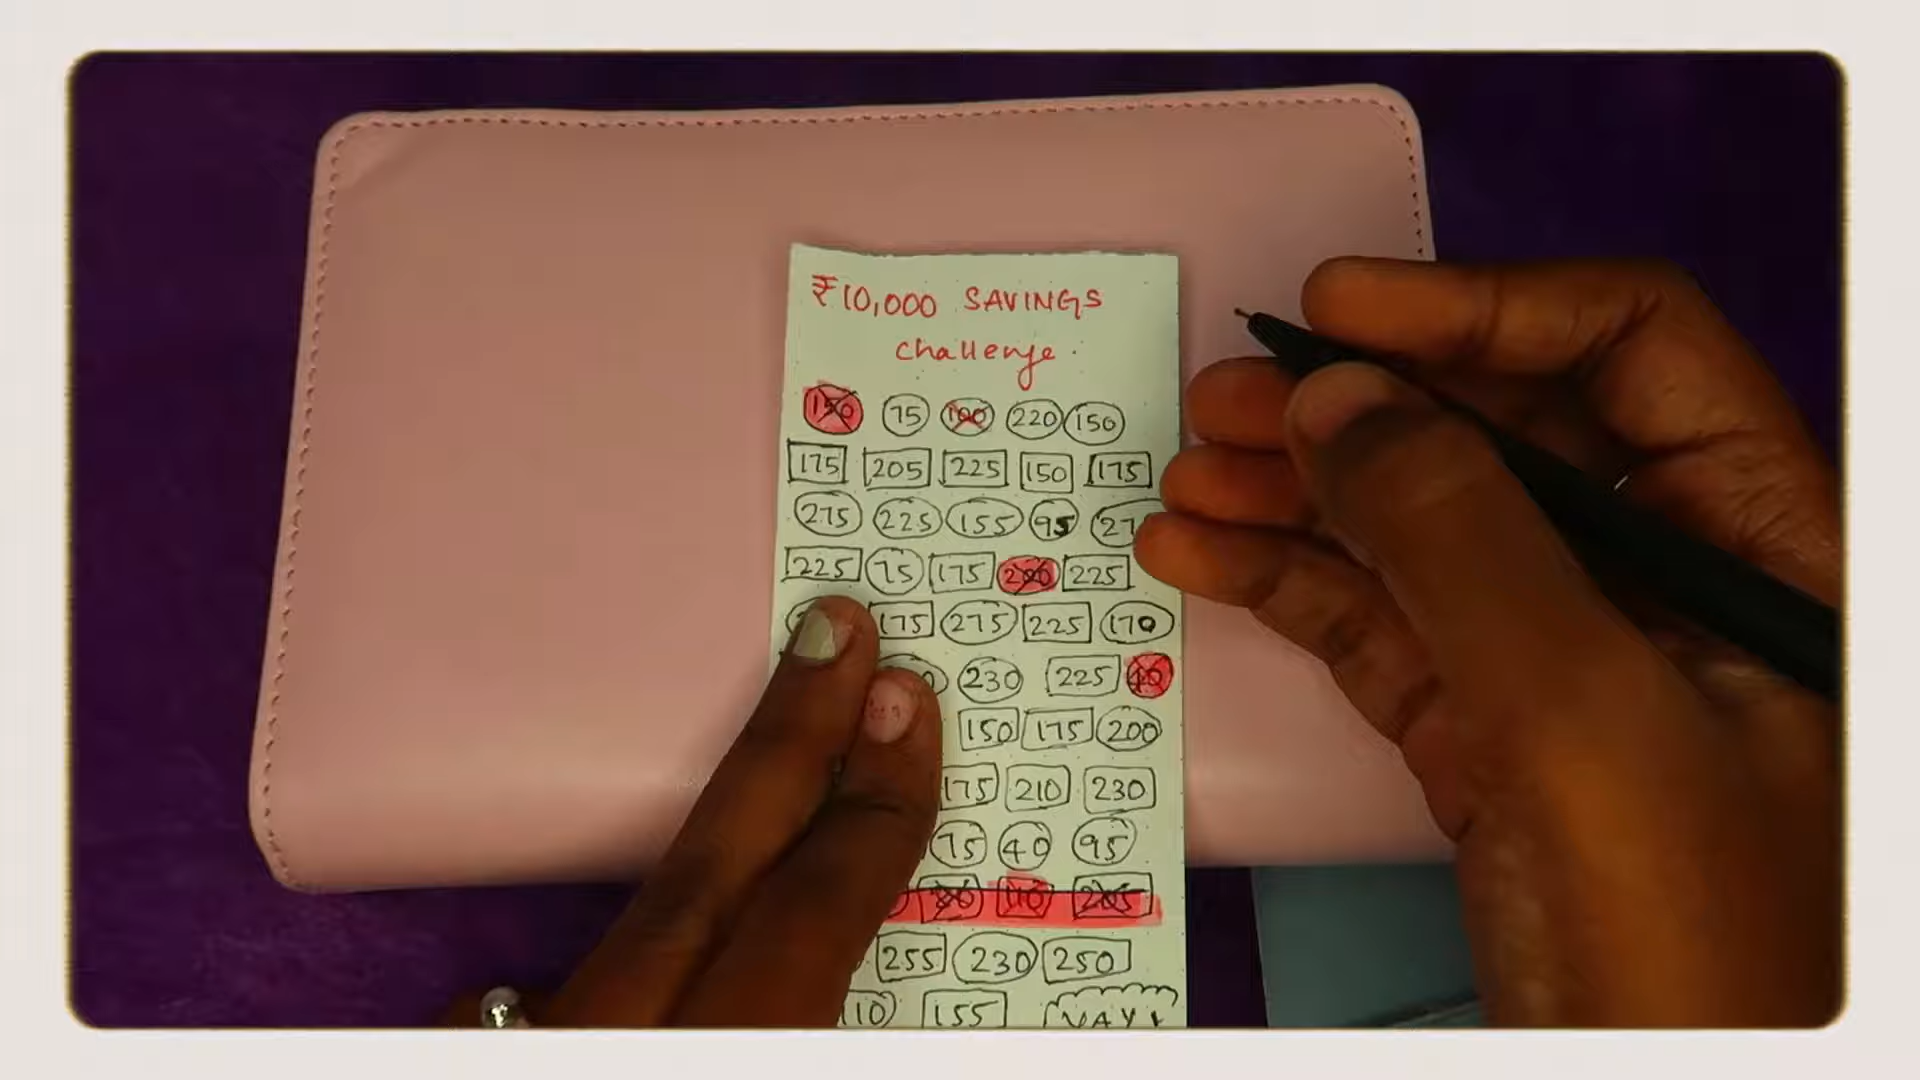 ₹10,000 SAVINGS
challenge.
150 75 100 220 150
175 205 225 150 175
275 225 155 95
225 75 175 200 225
175 275 225 170
230 225 40
150 175 200
175 210 230
75 40 95
110 205
255 230 250
110 155 YAY!